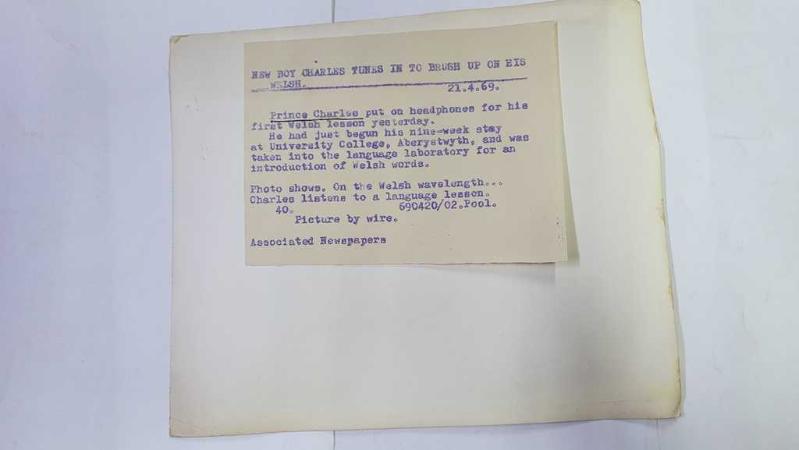 NEW BOY CHARLES TUNES IN TO BRUSH UP ON HIS
WELSH.
21.4.69.
Prince Charles put on headphones for his
first Welsh lesson yesterday.
He had just begun his nine-week stay
at University College, Aberystwyth, and was
taken into the language laboratory for an
introduction of Welsh words.
Photo shows. On the Welsh wavelength...
Charles listens to a language lesson.
40. 690420/02.Pool.
Picture by wire.
Associated Newspapers